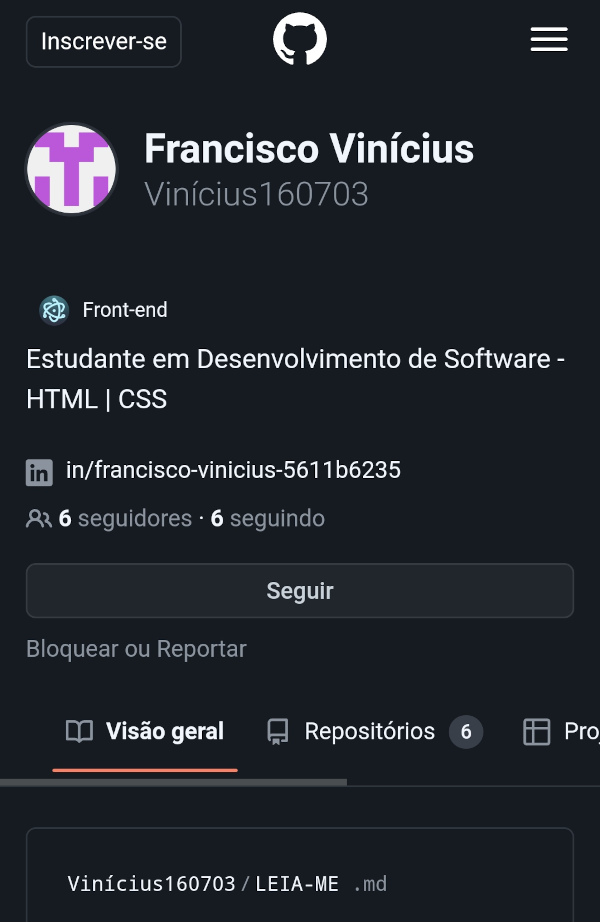 Inscrever-se
Francisco Vinícius
Vinícius160703
Front-end
Estudante em Desenvolvimento de Software -
HTML | CSS
in/francisco-vinicius-5611b6235
6 seguidores · 6 seguindo
Seguir
Bloquear ou Reportar
Visão geral Repositórios 6 Pro
Vinícius160703/LEIA-ME .md